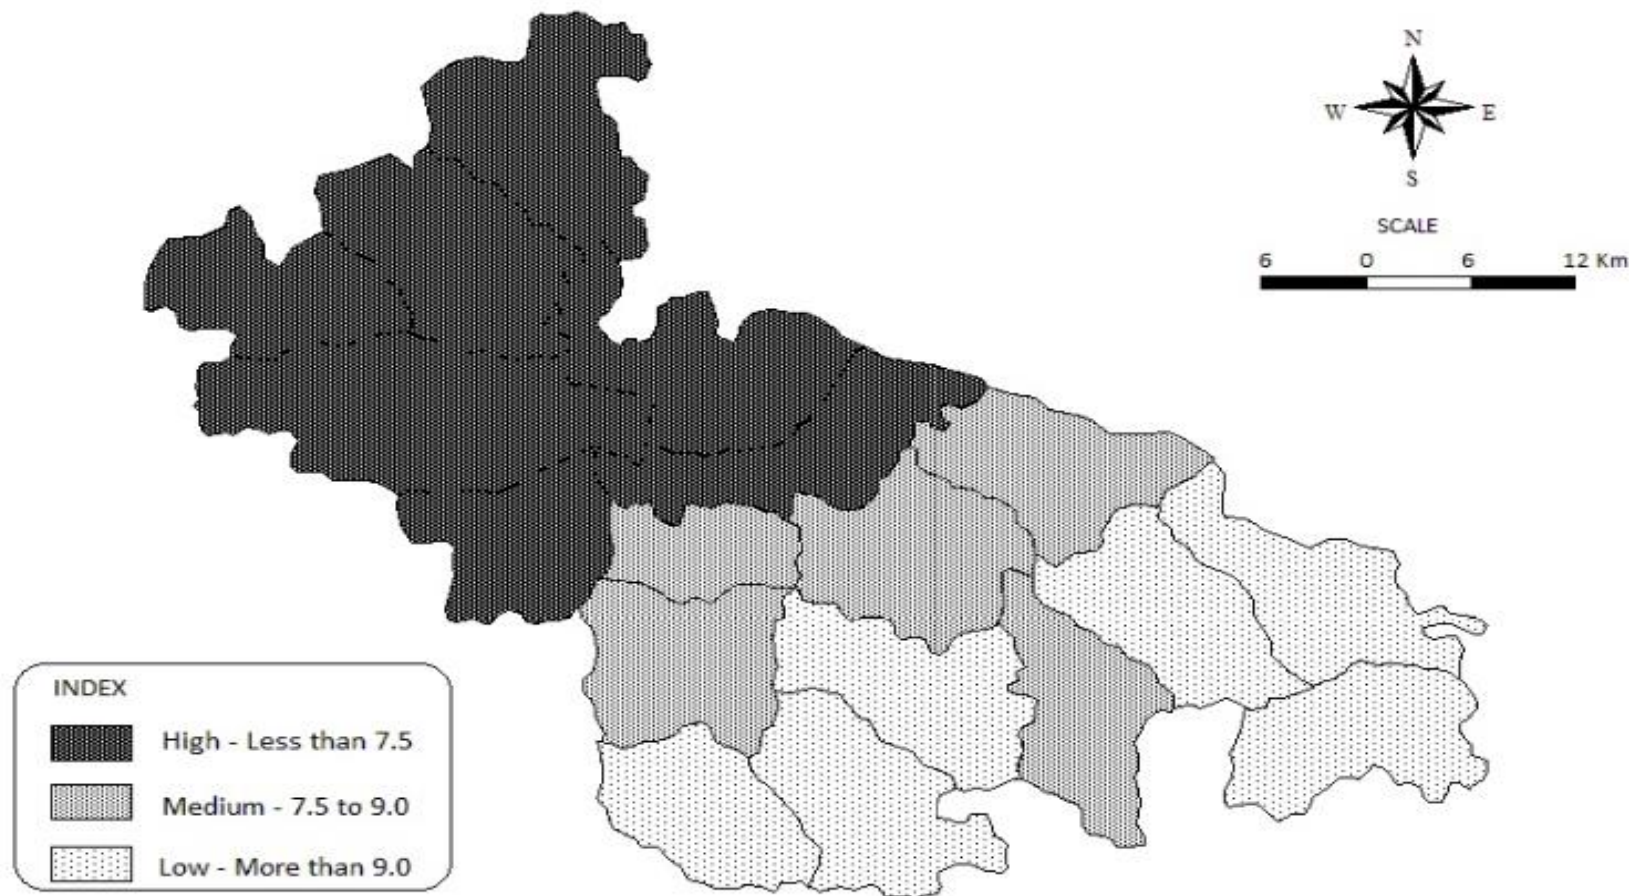 N
W E
S
SCALE
6 0 6 12 Km
INDEX
High - Less than 7.5
Medium - 7.5 to 9.0
Low - More than 9.0